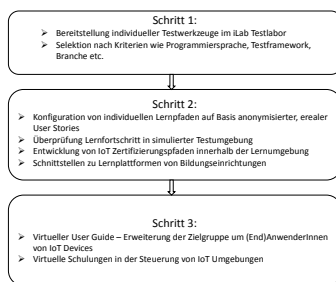 Schritt 1:
➢ Bereitstellung individueller Testwerkzeuge im iLab Testlabor
➢ Selektion nach Kriterien wie Programmiersprache, Testframework,
Branche etc.
Schritt 2:
➢ Konfiguration von individuellen Lernpfaden auf Basis anonymisierter, erealer
User Stories
➢ Überprüfung Lernfortschritt in simulierter Testumgebung
➢ Entwicklung von IoT Zertifizierungspfaden innerhalb der Lernumgebung
➢ Schnittstellen zu Lernplattformen von Bildungseinrichtungen
Schritt 3:
➢ Virtueller User Guide – Erweiterung der Zielgruppe um (End)AnwenderInnen
von IoT Devices
➢ Virtuelle Schulungen in der Steuerung von IoT Umgebungen